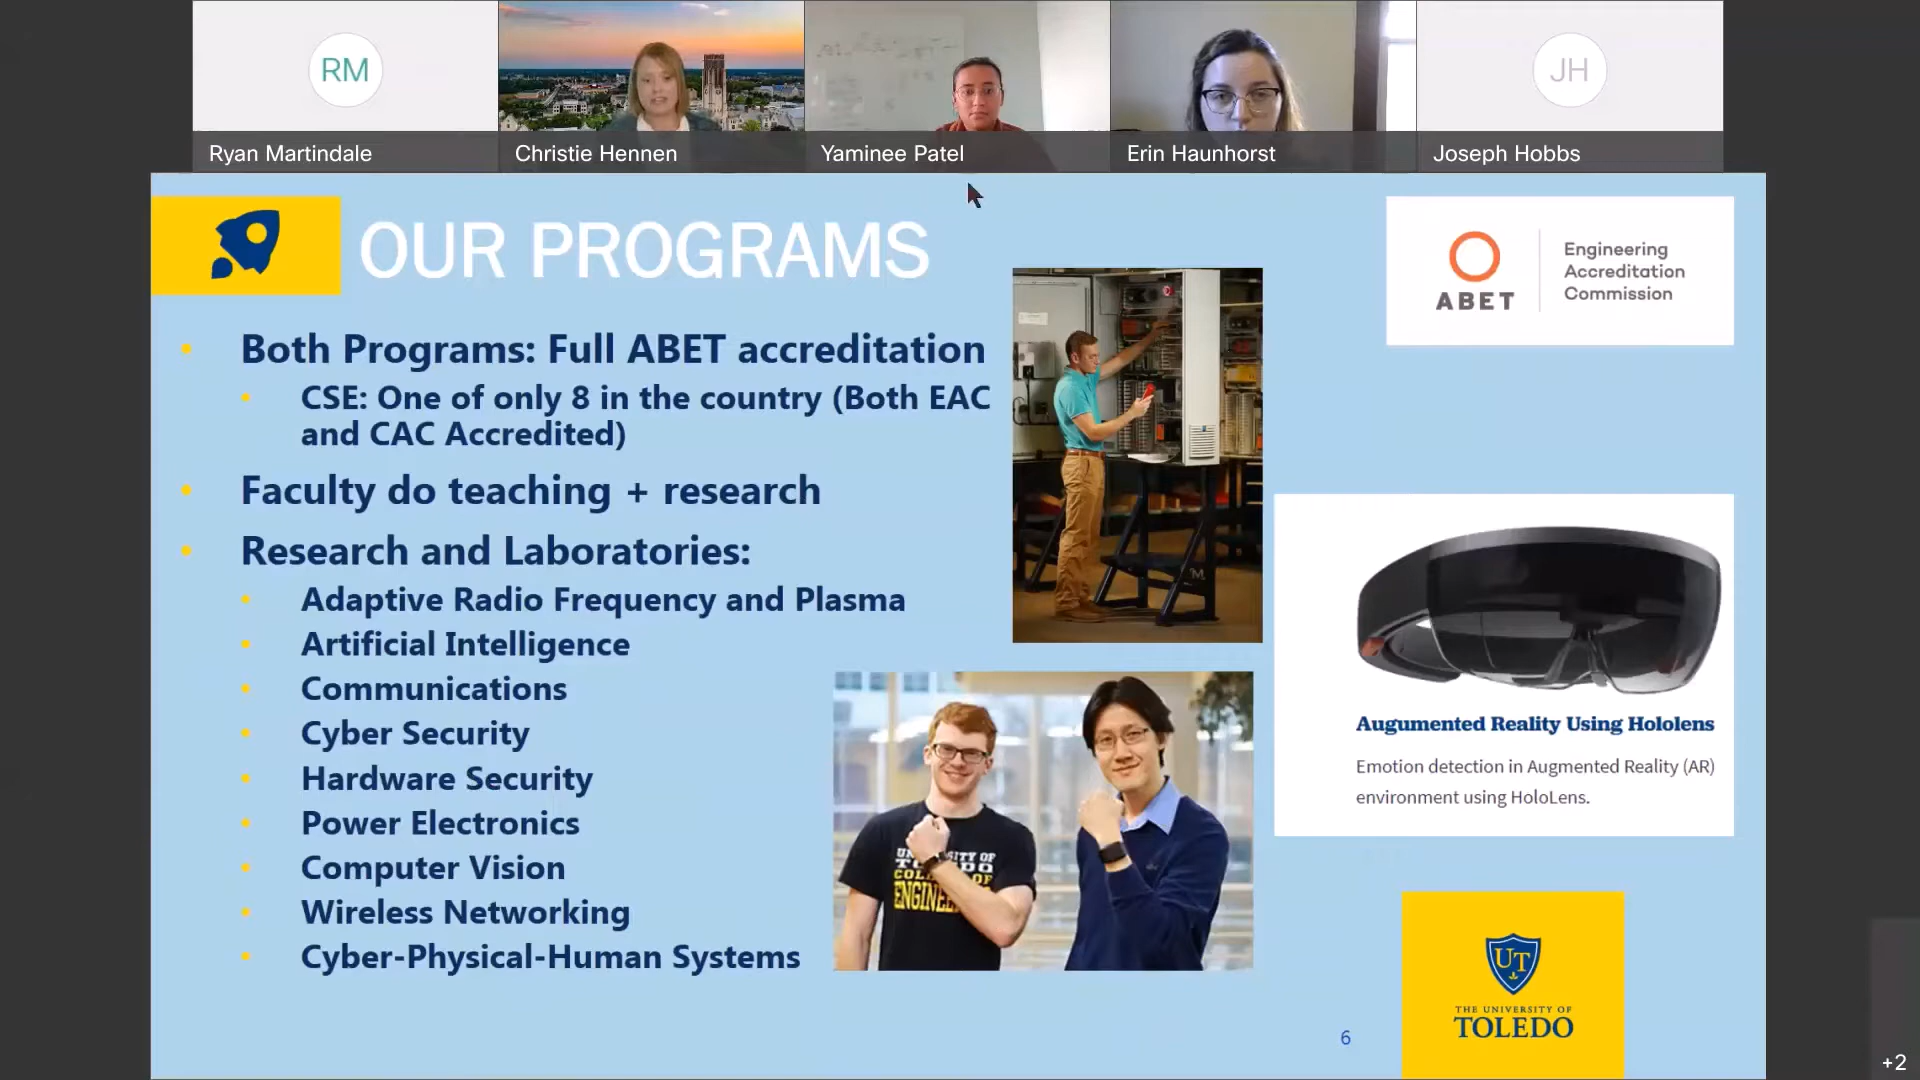 RM
JH
Ryan Martindale
Christie Hennen
Yaminee Patel
Erin Haunhorst
Joseph Hobbs
OUR PROGRAMS
ABET
Engineering
Accreditation
Commission
Both Programs: Full ABET accreditation
CSE: One of only 8 in the country (Both EAC
and CAC Accredited)
Faculty do teaching + research
Research and Laboratories:
Adaptive Radio Frequency and Plasma
Artificial Intelligence
Communications
Cyber Security
Hardware Security
Power Electronics
Computer Vision
Wireless Networking
Cyber-Physical-Human Systems
Augumented Reality Using Hololens
Emotion detection in Augmented Reality (AR)
environment using HoloLens.
UT
THE UNIVERSITY OF
TOLEDO
6
+2